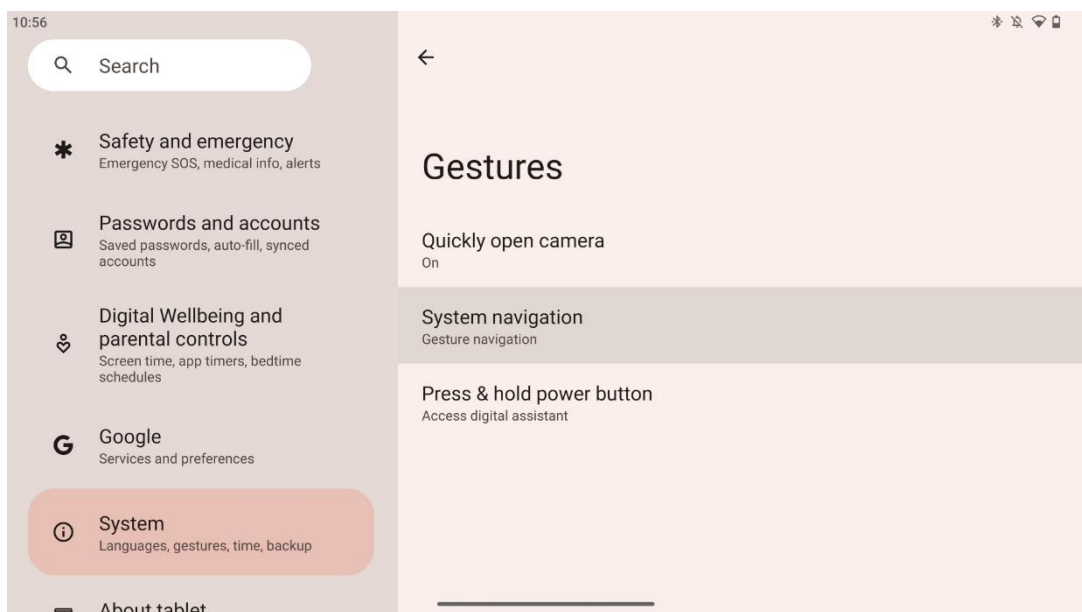 10:56
Search
Safety and emergency
Emergency SOS, medical info, alerts
Passwords and accounts
Saved passwords, auto-fill, synced
accounts
Digital Wellbeing and
parental controls
Screen time, app timers, bedtime
schedules
Google
Services and preferences
System
Languages, gestures, time, backup
About tablet
Gestures
Quickly open camera
On
System navigation
Gesture navigation
Press & hold power button
Access digital assistant